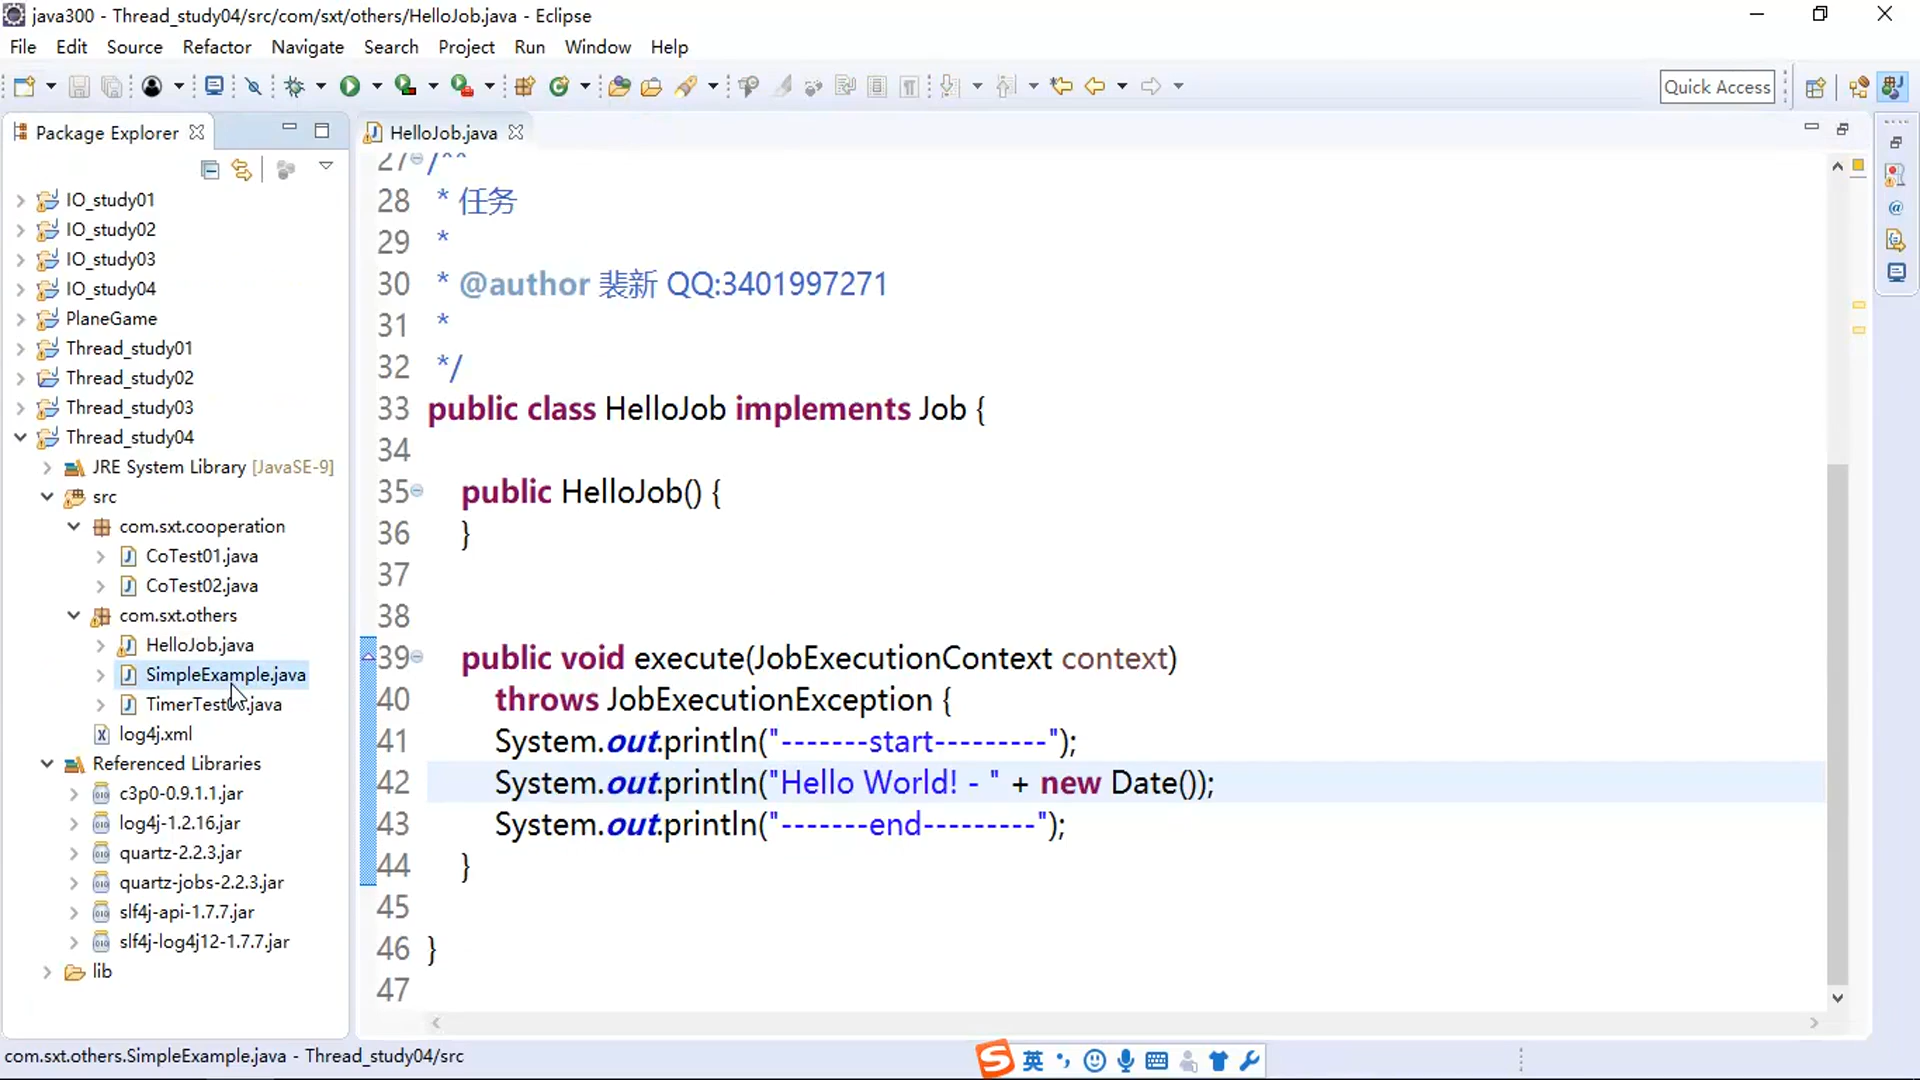 java300 - Thread_study04/src/com/sxt/others/HelloJob.java - Eclipse
File Edit Source Refactor Navigate Search Project Run Window Help
Quick Access
Package Explorer
IO_study01
IO_study02
IO_study03
IO_study04
PlaneGame
Thread_study01
Thread_study02
Thread_study03
Thread_study04
JRE System Library [JavaSE-9]
src
com.sxt.cooperation
CoTest01.java
CoTest02.java
com.sxt.others
HelloJob.java
SimpleExample.java
log4j.xml
Referenced Libraries
c3p0-0.9.1.1.jar
log4j-1.2.16.jar
quartz-2.2.3.jar
quartz-jobs-2.2.3.jar
slf4j-api-1.7.7.jar
slf4j-log4j12-1.7.7.jar
lib
HelloJob.java
27 /**
28 * 任务
29 *
30 * @author 裴新 QQ:3401997271
31 *
32 */
33 public class HelloJob implements Job {
34
35 public HelloJob() {
36 }
37
38
39 public void execute(JobExecutionContext context)
40 throws JobExecutionException {
41 System.out.println("-------start---------");
42 System.out.println("Hello World! - " + new Date());
43 System.out.println("-------end---------");
44 }
45
46 }
47
com.sxt.others.SimpleExample.java - Thread_study04/src
英